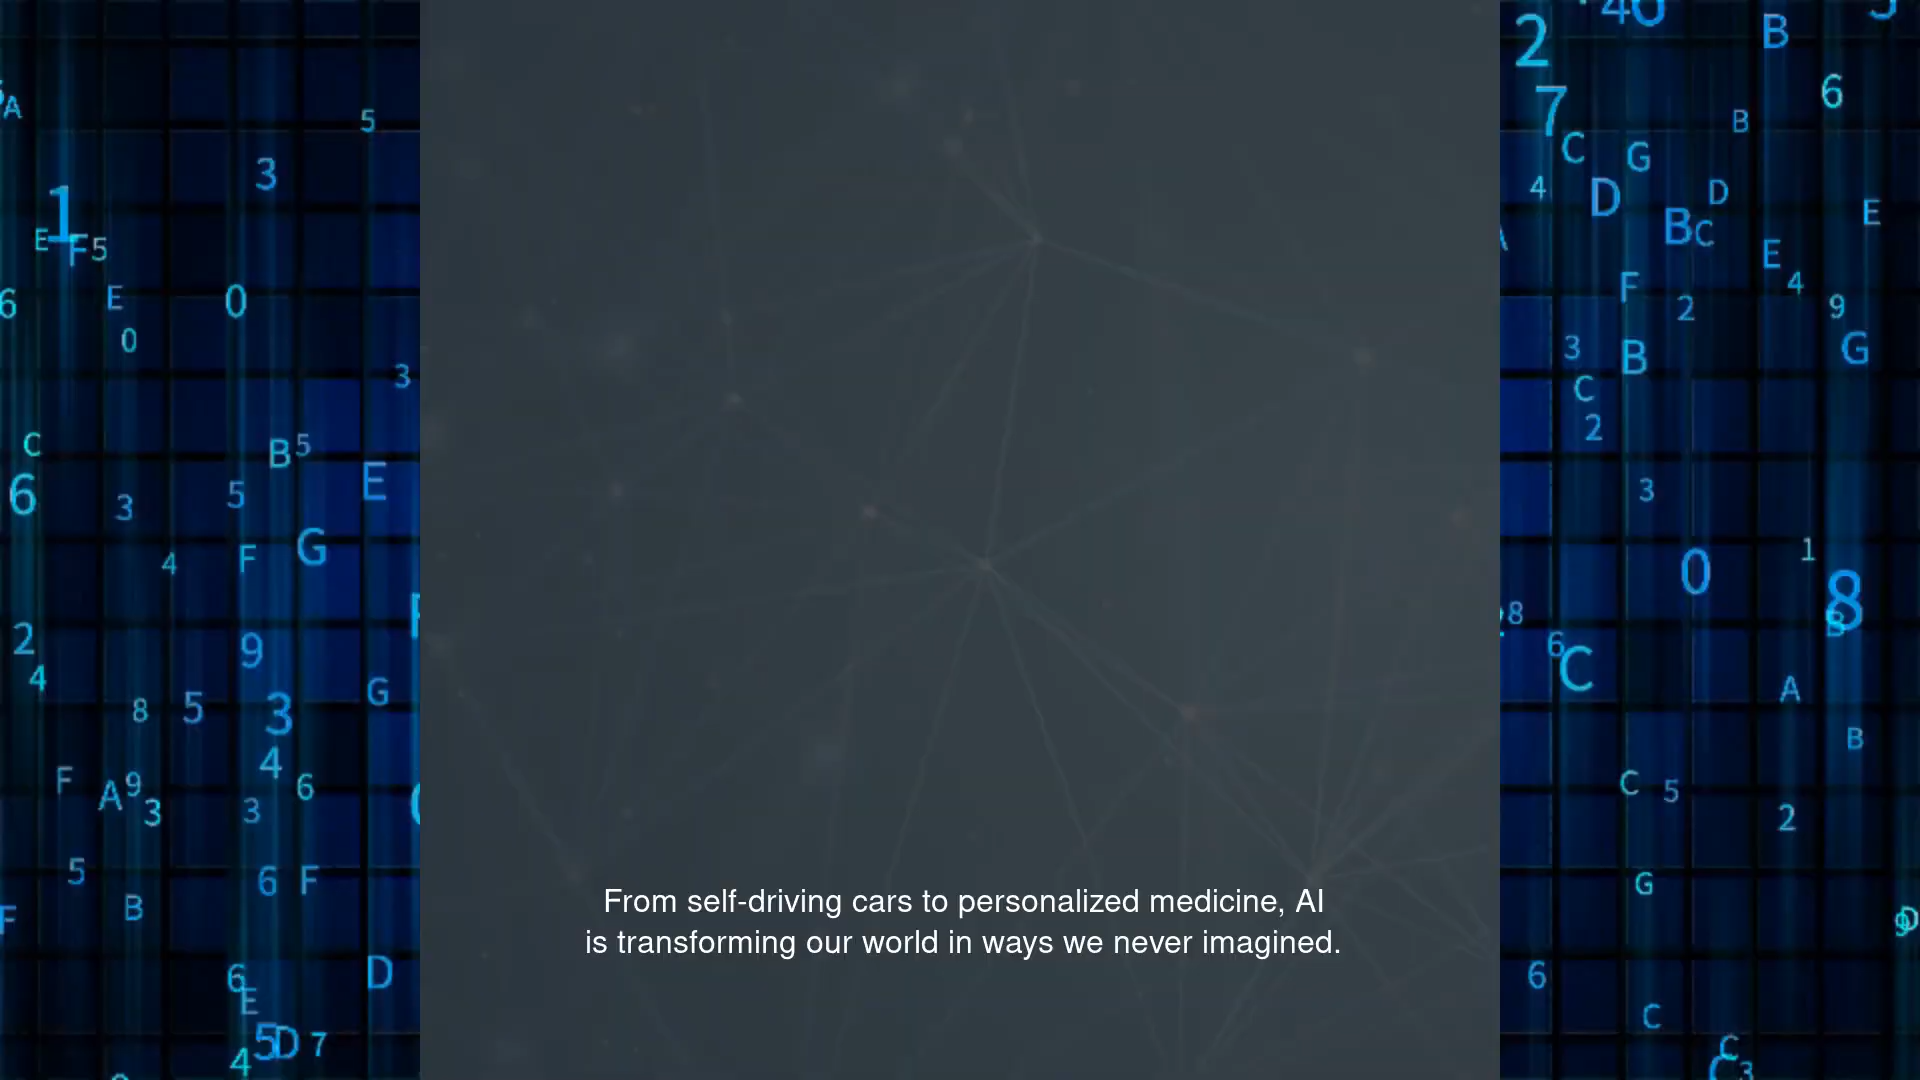 From self-driving cars to personalized medicine, AI
is transforming our world in ways we never imagined.